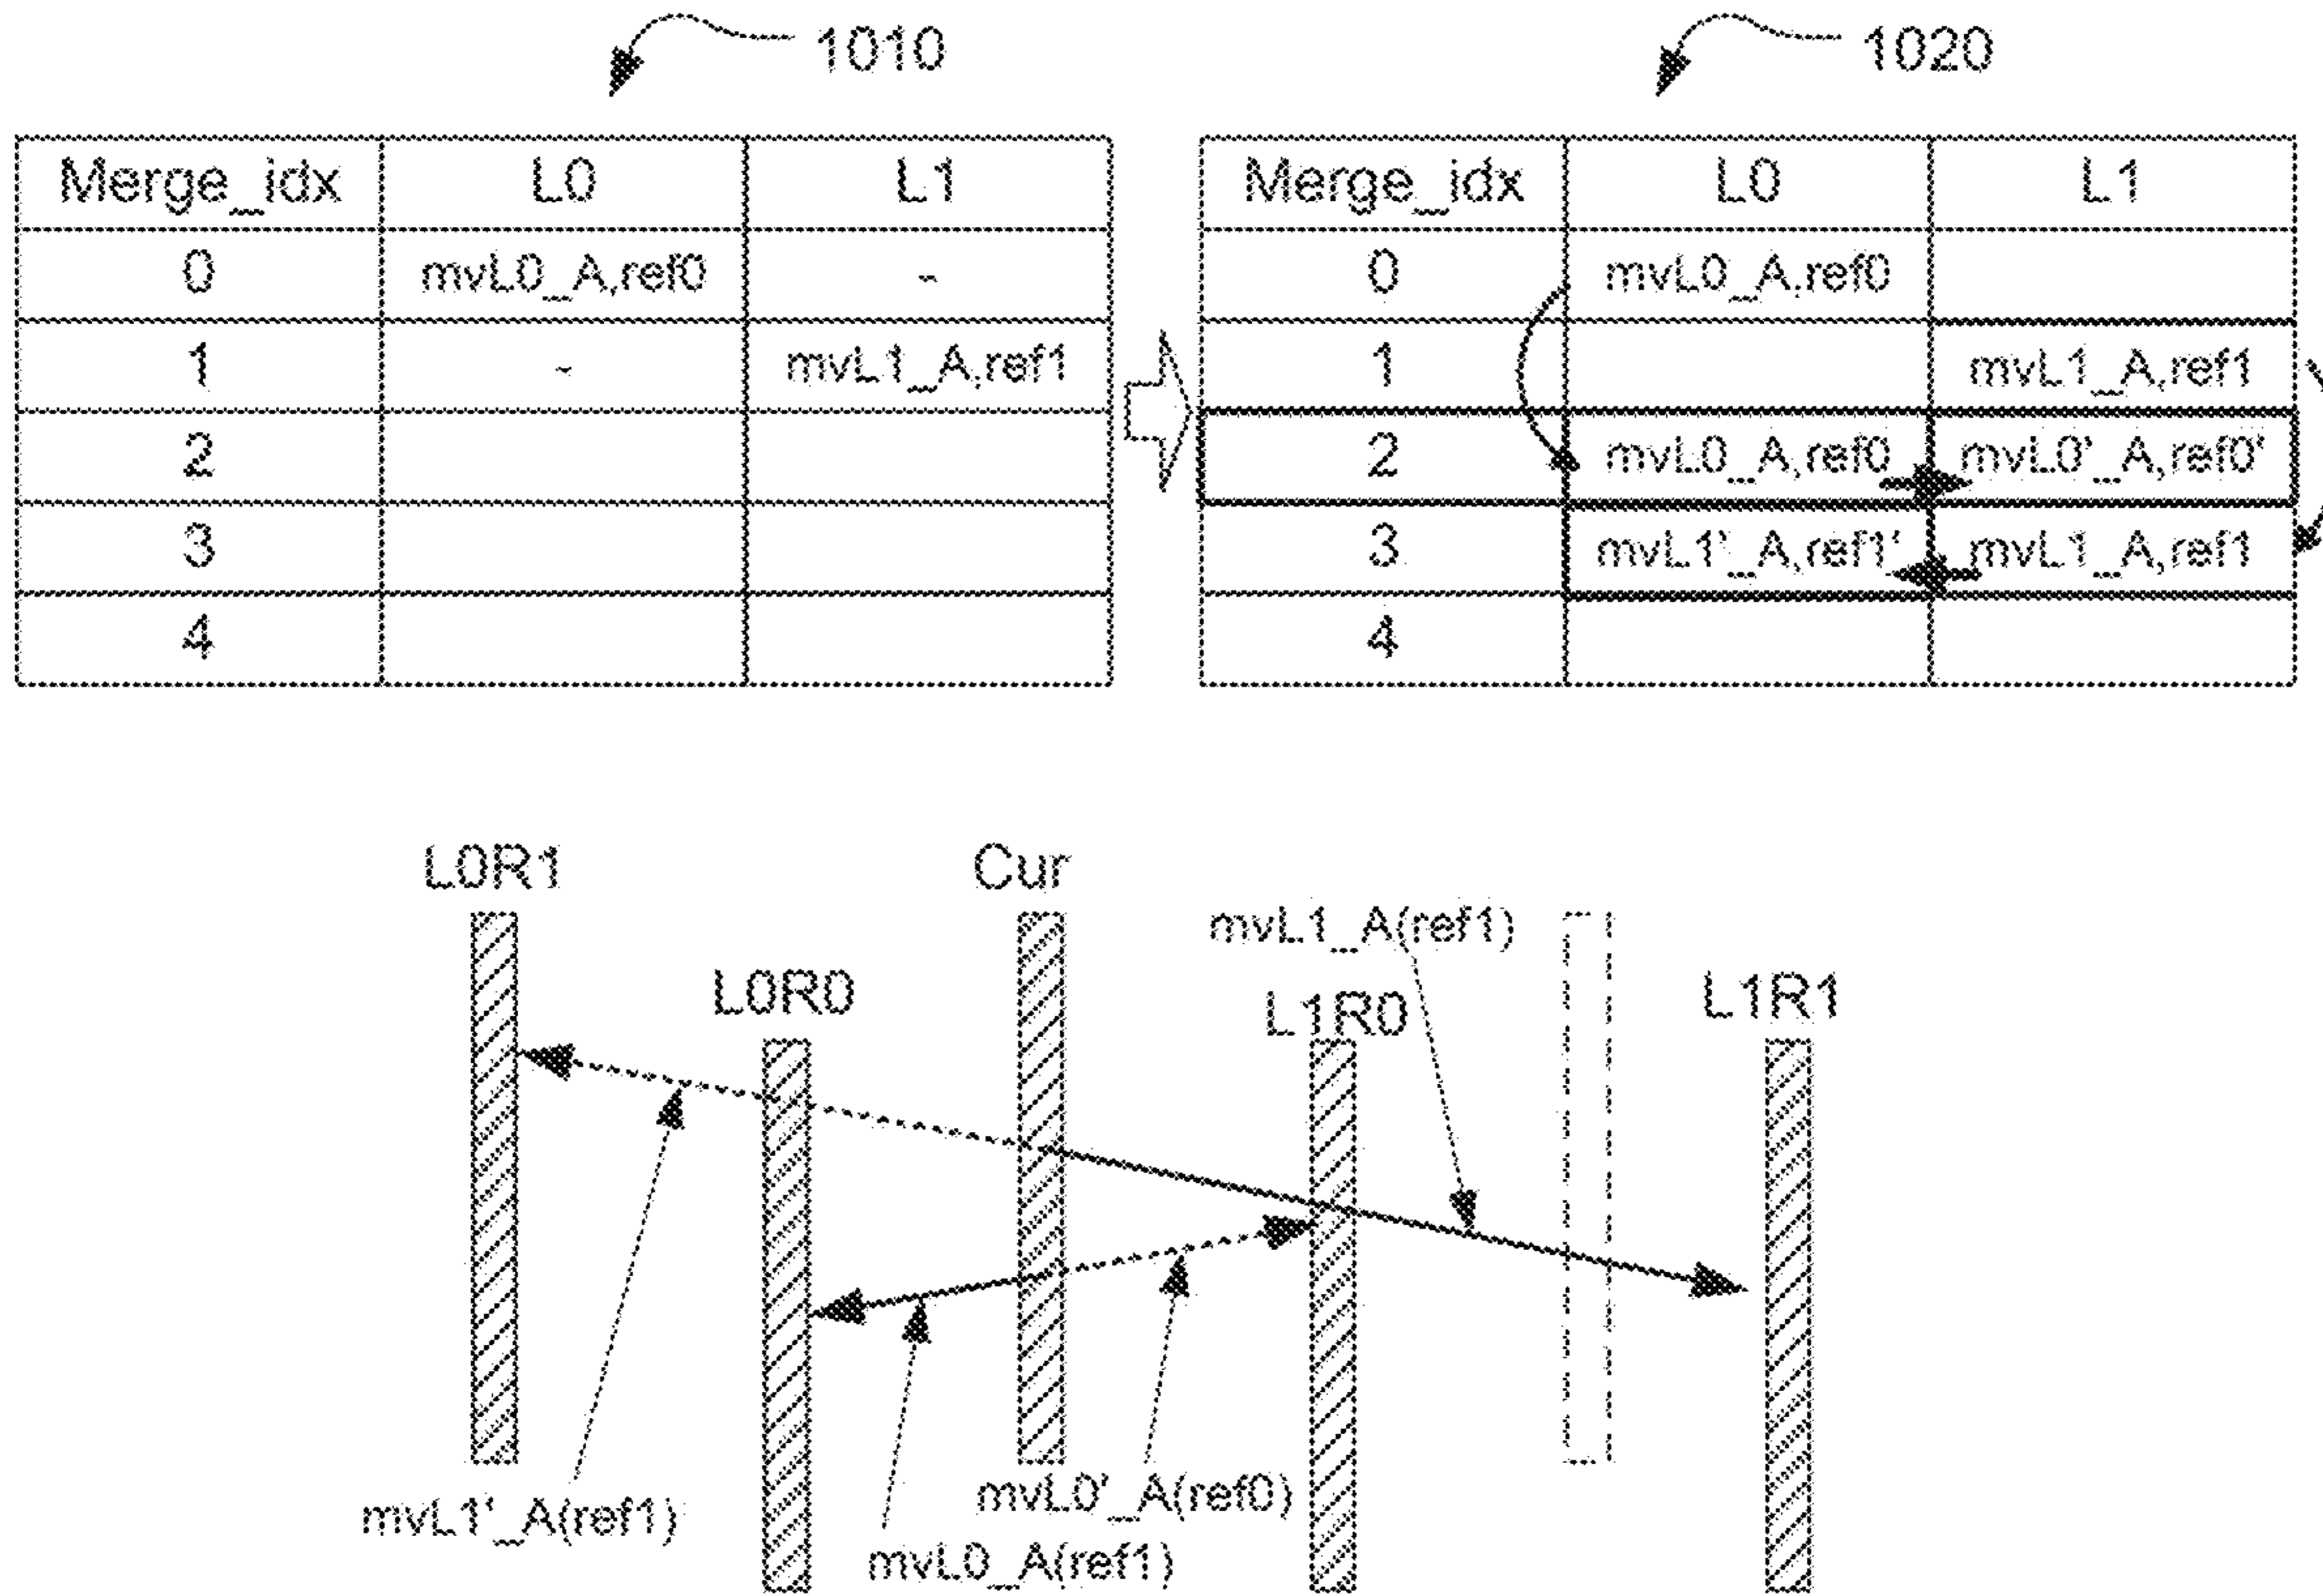 1010
1020
Merge_idx L0 L1
0 mvL0_A,ref0 -
1 - mvL1_A,ref1
2
3
4
Merge_idx L0 L1
0 mvL0_A,ref0
1 mvL1_A,ref1
2 mvL0_A,ref0 mvL0'_A,ref0'
3 mvL1'_A,ref1' mvL1_A,ref1
4
L0R1
Cur
mvL1_A(ref1)
L0R0
L1R0
L1R1
mvL1'_A(ref1)
mvL0'_A(ref0)
mvL0_A(ref1)